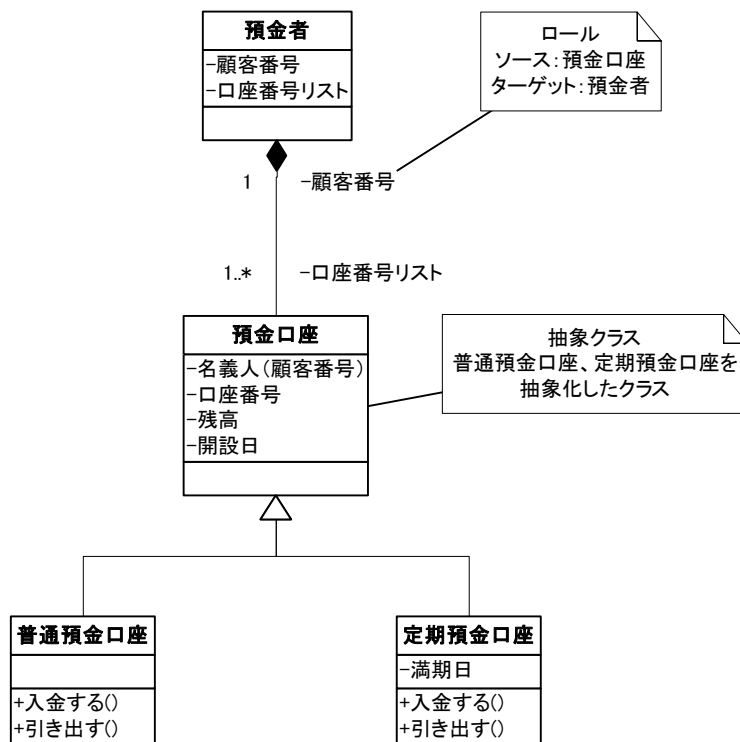 預金者
-顧客番号
-口座番号リスト
ロール
ソース:預金口座
ターゲット:預金者
1
-顧客番号
1..*
-口座番号リスト
預金口座
-名義人(顧客番号)
-口座番号
-残高
-開設日
抽象クラス
普通預金口座、定期預金口座を
抽象化したクラス
普通預金口座
+入金する()
+引き出す()
定期預金口座
-満期日
+入金する()
+引き出す()